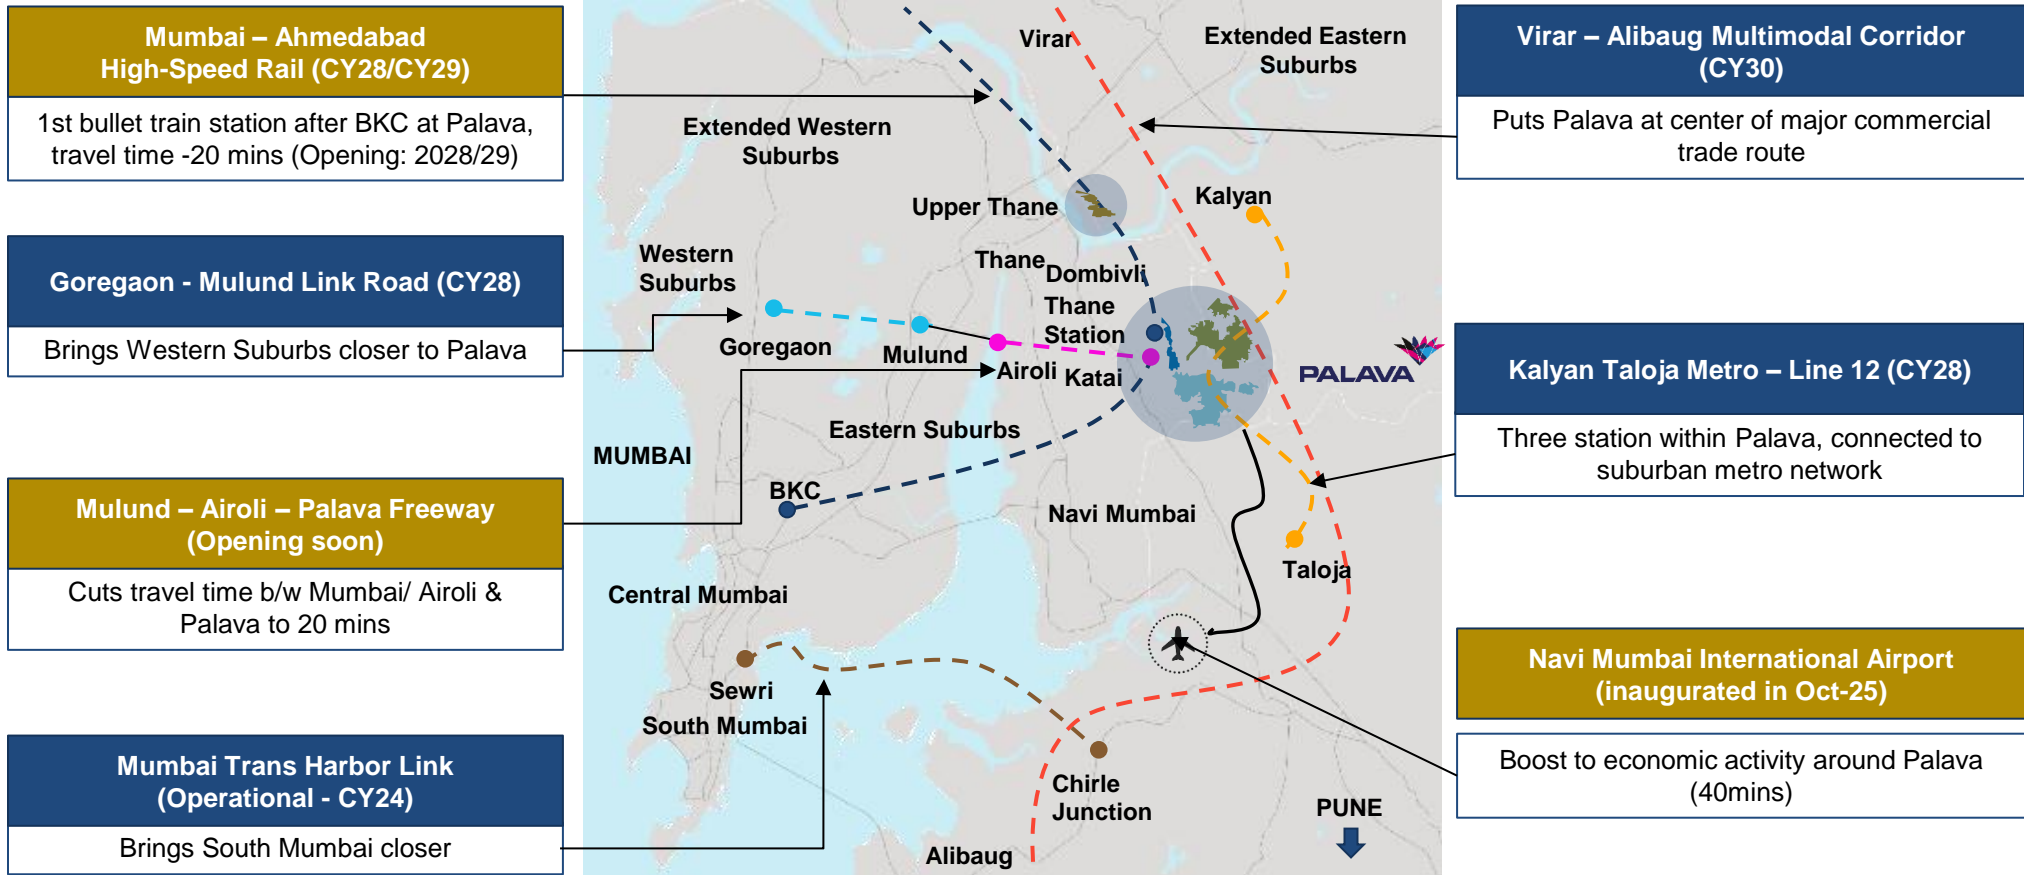 Mumbai – Ahmedabad
High-Speed Rail (CY28/CY29)
1st bullet train station after BKC at Palava,
travel time -20 mins (Opening: 2028/29)
Goregaon - Mulund Link Road (CY28)
Brings Western Suburbs closer to Palava
Mulund – Airoli – Palava Freeway
(Opening soon)
Cuts travel time b/w Mumbai/ Airoli &
Palava to 20 mins
Mumbai Trans Harbor Link
(Operational - CY24)
Brings South Mumbai closer
Virar
Extended Eastern
Suburbs
Extended Western
Suburbs
Upper Thane
Kalyan
Western
Suburbs
Thane
Dombivli
Thane
Station
Goregaon
Mulund
Airoli
Katai
PALAVA
Eastern Suburbs
MUMBAI
BKC
Navi Mumbai
Taloja
Central Mumbai
Sewri
South Mumbai
Chirle
Junction
PUNE
Alibaug
Virar – Alibaug Multimodal Corridor
(CY30)
Puts Palava at center of major commercial
trade route
Kalyan Taloja Metro – Line 12 (CY28)
Three station within Palava, connected to
suburban metro network
Navi Mumbai International Airport
(inaugurated in Oct-25)
Boost to economic activity around Palava
(40mins)